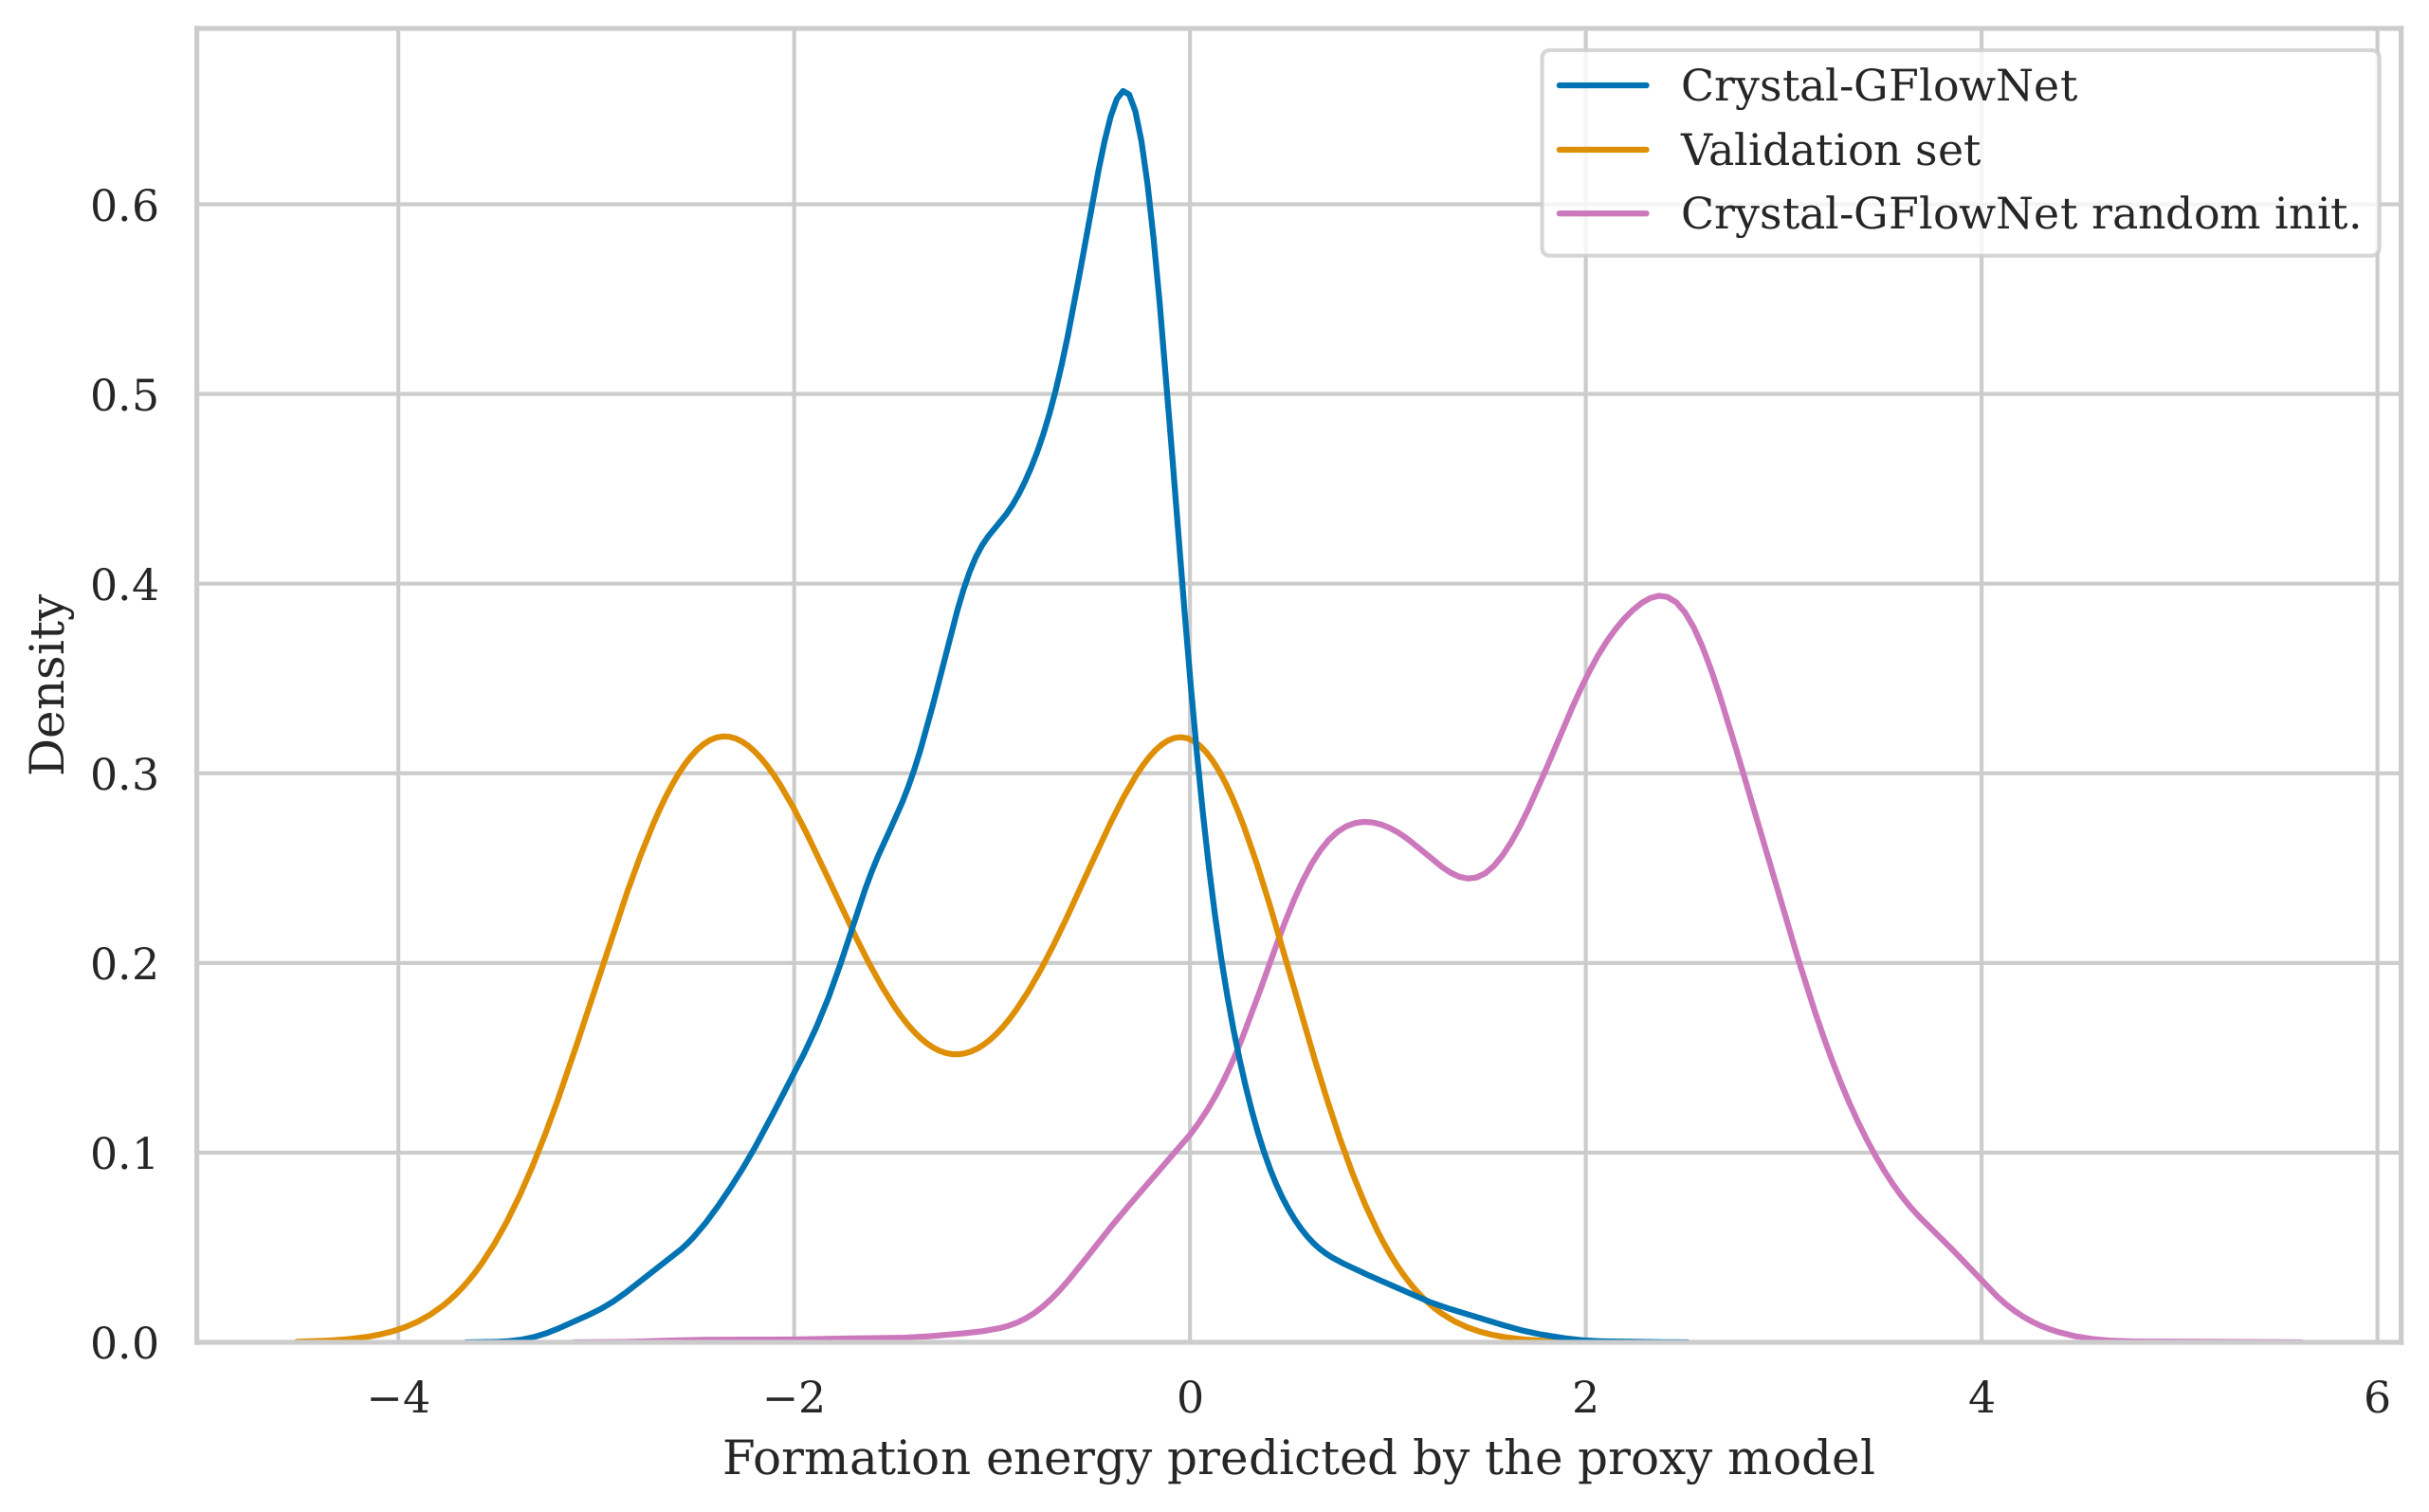 Crystal-GFlowNet
Validation set
Crystal-GFlowNet random init.
0.6
0.5
0.4
0.3
0.2
0.1
0.0
Density
−4 −2 0 2 4 6
Formation energy predicted by the proxy model